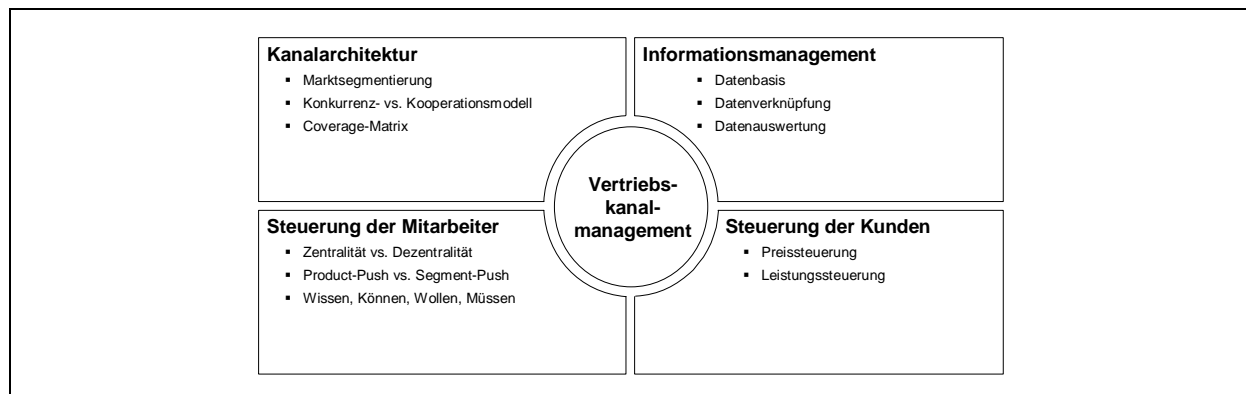 Kanalarchitektur
▪ Marktsegmentierung
▪ Konkurrenz- vs. Kooperationsmodell
▪ Coverage-Matrix
Informationsmanagement
▪ Datenbasis
▪ Datenverknüpfung
▪ Datenauswertung
Vertriebs-
kanal-
management
Steuerung der Mitarbeiter
▪ Zentralität vs. Dezentralität
▪ Product-Push vs. Segment-Push
▪ Wissen, Können, Wollen, Müssen
Steuerung der Kunden
▪ Preissteuerung
▪ Leistungssteuerung